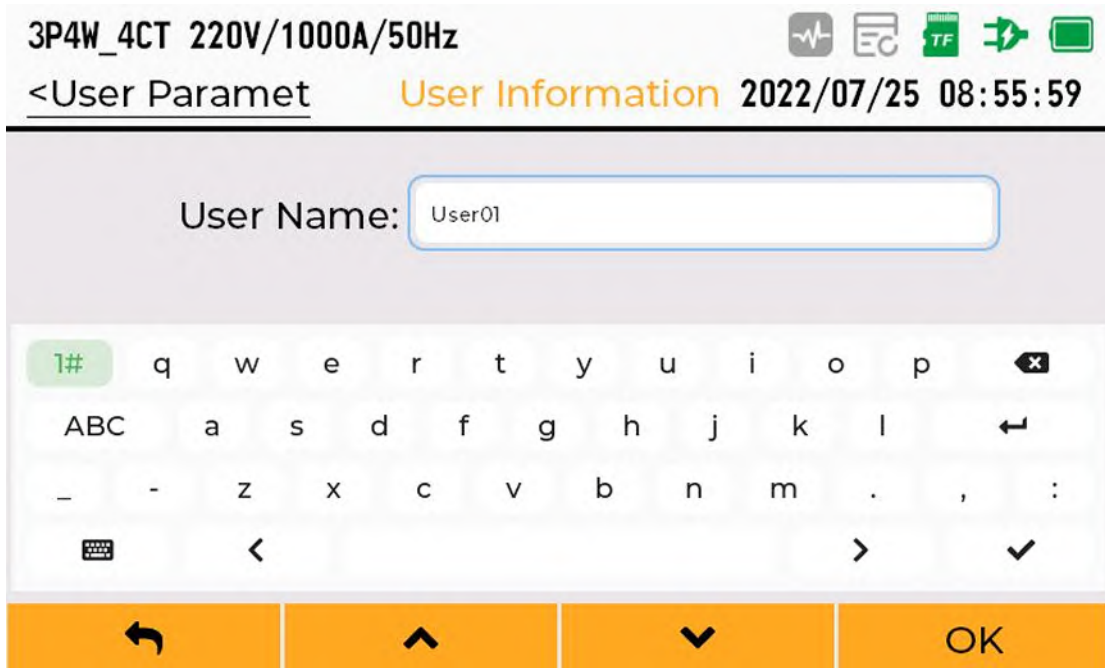 3P4W_4CT 220V/1000A/50Hz
TF
<User Paramet User Information 2022/07/25 08:55:59
User Name: User01
1# q w e r t y u i o p
ABC a s d f g h j k l
_ - z x c v b n m . , :
< >
OK